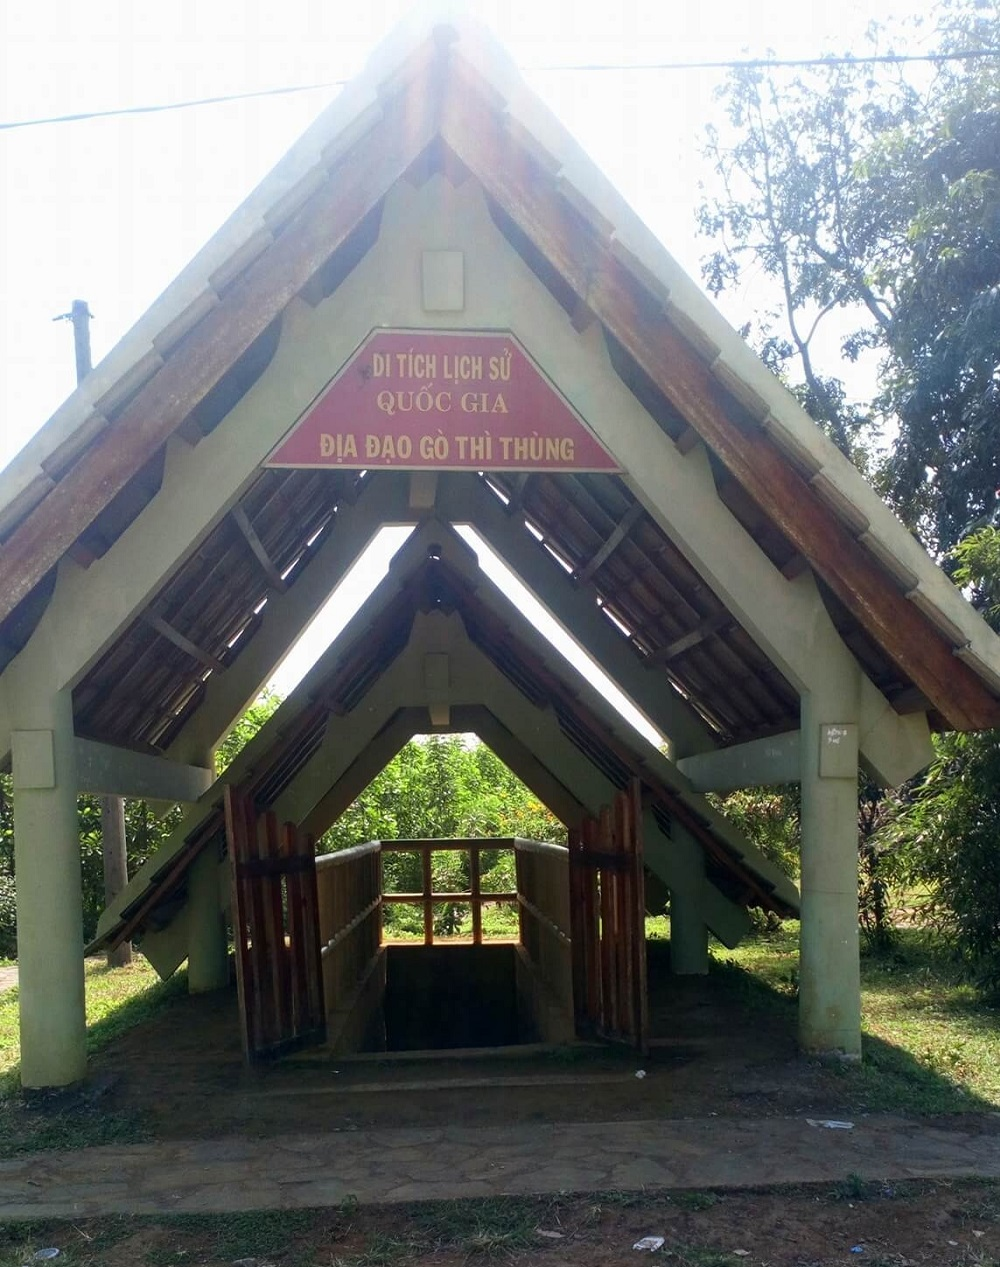 DI TÍCH LỊCH SỬ
QUỐC GIA
ĐỊA ĐẠO GÒ THÌ THÙNG